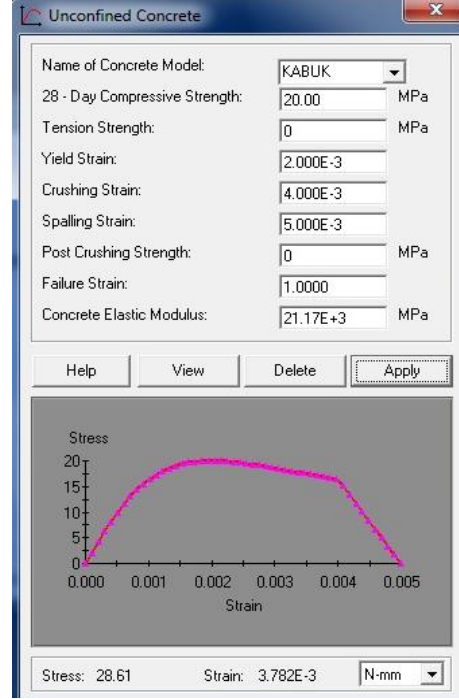 Unconfined Concrete
x
Name of Concrete Model: KABUK
28 - Day Compressive Strength: 20.00 MPa
Tension Strength: 0 MPa
Yield Strain: 2.000E-3
Crushing Strain: 4.000E-3
Spalling Strain: 5.000E-3
Post Crushing Strength: 0 MPa
Failure Strain: 1.0000
Concrete Elastic Modulus: 21.17E+3 MPa
Help View Delete Apply
Stress
20
15
10
5
0
0.000 0.001 0.002 0.003 0.004 0.005
Strain
Stress: 28.61 Strain: 3.782E-3 N-mm